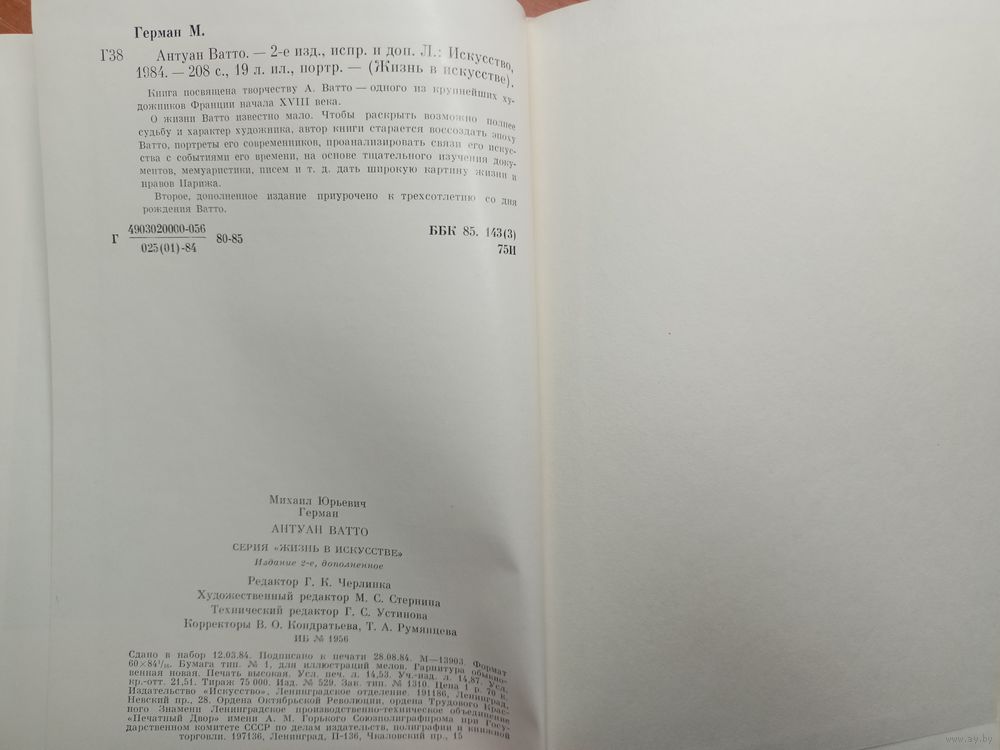 Герман М.
Г38 Антуан Ватто. — 2-е изд., испр. и доп. Л.: Искусство,
1984. — 208 с., 19 л. ил., портр. — (Жизнь в искусстве).
Книга посвящена творчеству А. Ватто — одного из крупнейших ху-
дожников Франции начала XVIII века.
О жизни Ватто известно мало. Чтобы раскрыть возможно полнее
судьбу и характер художника, автор книги старается воссоздать эпоху
Ватто, портреты его современников, проанализировать связи его искус-
ства с событиями его времени, на основе тщательного изучения доку-
ментов, мемуаристики, писем и т. д. дать широкую картину жизни и
нравов Парижа.
Второе, дополненное издание приурочено к трехсотлетию со дня
рождения Ватто.
Г 4903020000-056 80-85 ББК 85. 143(3)
025(01)-84 75И
Михаил Юрьевич
Герман
АНТУАН ВАТТО
СЕРИЯ «ЖИЗНЬ В ИСКУССТВЕ»
Издание 2-е, дополненное
Редактор Г. К. Черлинка
Художественный редактор М. С. Стернина
Технический редактор Г. С. Устинова
Корректоры В. О. Кондратьева, Т. А. Румянцева
ИБ № 1956
Сдано в набор 12.03.84. Подписано к печати 28.08.84. М—13903. Формат
60×84¹/₁₆. Бумага тип. № 1, для иллюстраций мелов. Гарнитура обыкно-
венная новая. Печать высокая. Усл. печ. л. 14,53. Уч.-изд. л. 14,87. Усл.
кр.-отт. 21,51. Тираж 75 000. Изд. № 529. Зак. тип. № 1310. Цена 1 р. 70 к.
Издательство «Искусство», Ленинградское отделение. 191186, Ленинград,
Невский пр., 28. Ордена Октябрьской Революции, ордена Трудового Крас-
ного Знамени Ленинградское производственно-техническое объединение
«Печатный Двор» имени А. М. Горького Союзполиграфпрома при Госу-
дарственном комитете СССР по делам издательств, полиграфии и книжной
торговли. 197136, Ленинград, П-136, Чкаловский пр., 15
www.ay.by